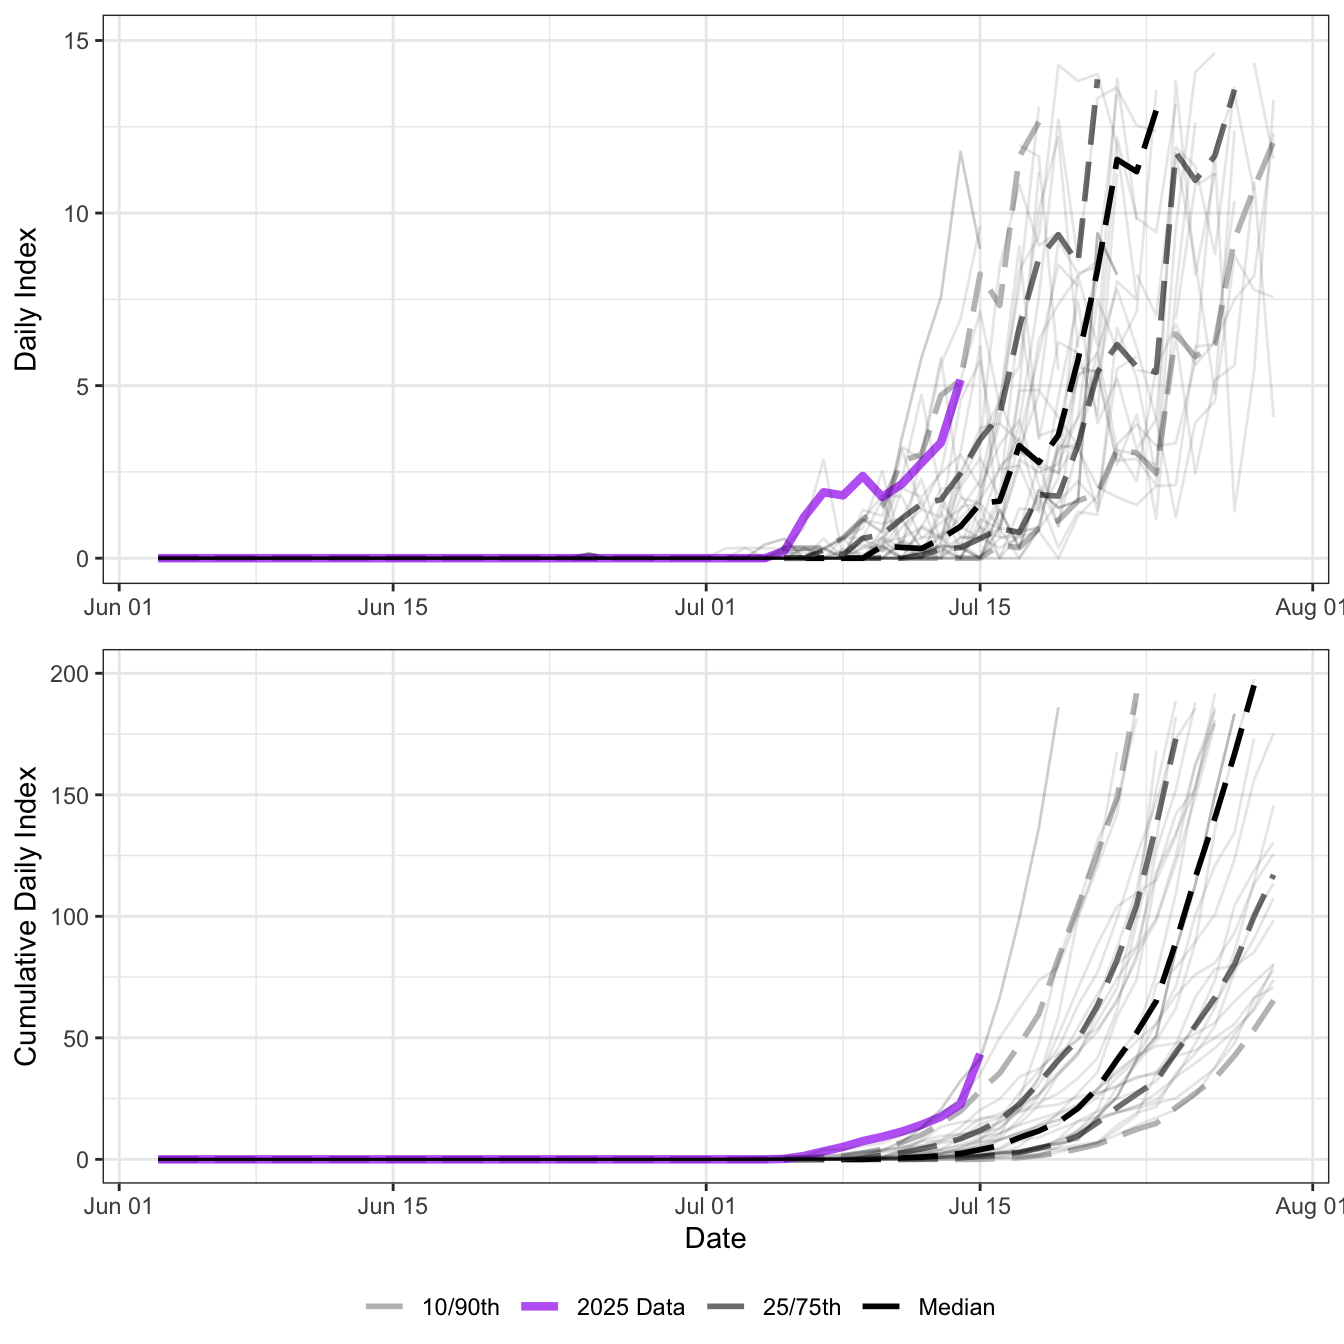 Daily Index
15
10
5
0
Jun 01
Jun 15
Jul 01
Jul 15
Aug 01
Cumulative Daily Index
200
150
100
50
0
Jun 01
Jun 15
Jul 01
Jul 15
Aug 01
Date
10/90th
2025 Data
25/75th
Median